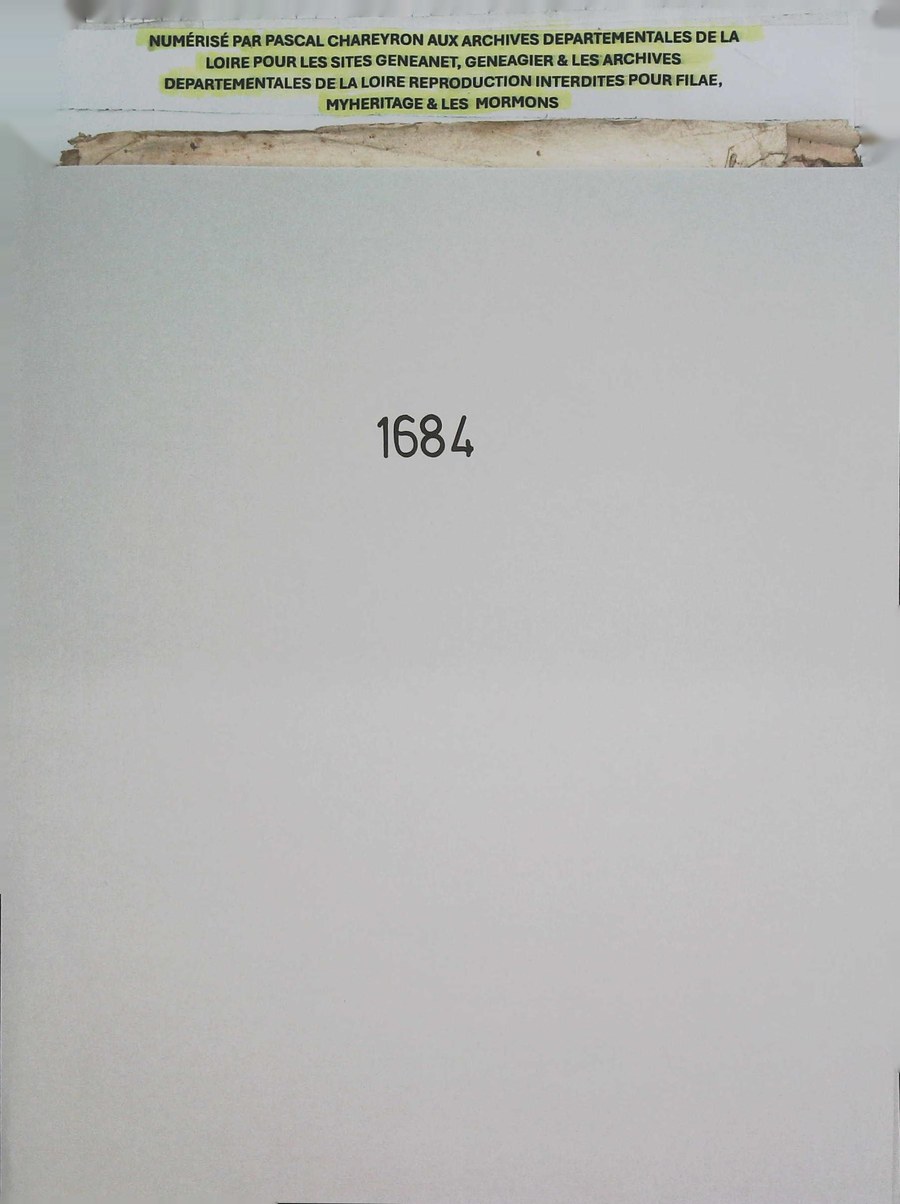 NUMÉRISÉ PAR PASCAL CHAREYRON AUX ARCHIVES DEPARTEMENTALES DE LA
LOIRE POUR LES SITES GENEANET, GENEAGIER & LES ARCHIVES
DEPARTEMENTALES DE LA LOIRE REPRODUCTION INTERDITES POUR FILAE,
MYHERITAGE & LES MORMONS
1684